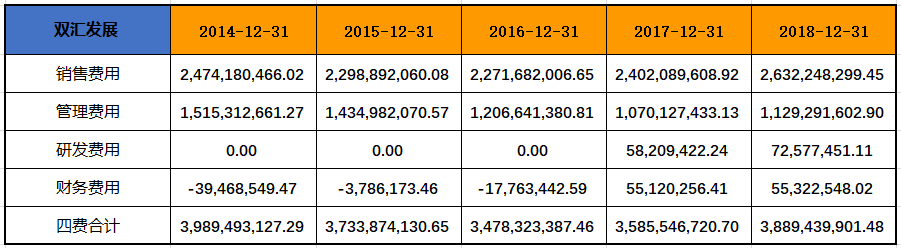 双汇发展 2014-12-31 2015-12-31 2016-12-31 2017-12-31 2018-12-31
销售费用 2,474,180,466.02 2,298,892,060.08 2,271,682,006.65 2,402,089,608.92 2,632,248,299.45
管理费用 1,515,312,661.27 1,434,982,070.57 1,206,641,380.81 1,070,127,433.13 1,129,291,602.90
研发费用 0.00 0.00 0.00 58,209,422.24 72,577,451.11
财务费用 -39,468,549.47 -3,786,173.46 -17,763,442.59 55,120,256.41 55,322,548.02
四费合计 3,989,493,127.29 3,733,874,130.65 3,478,323,387.46 3,585,546,720.70 3,889,439,901.48